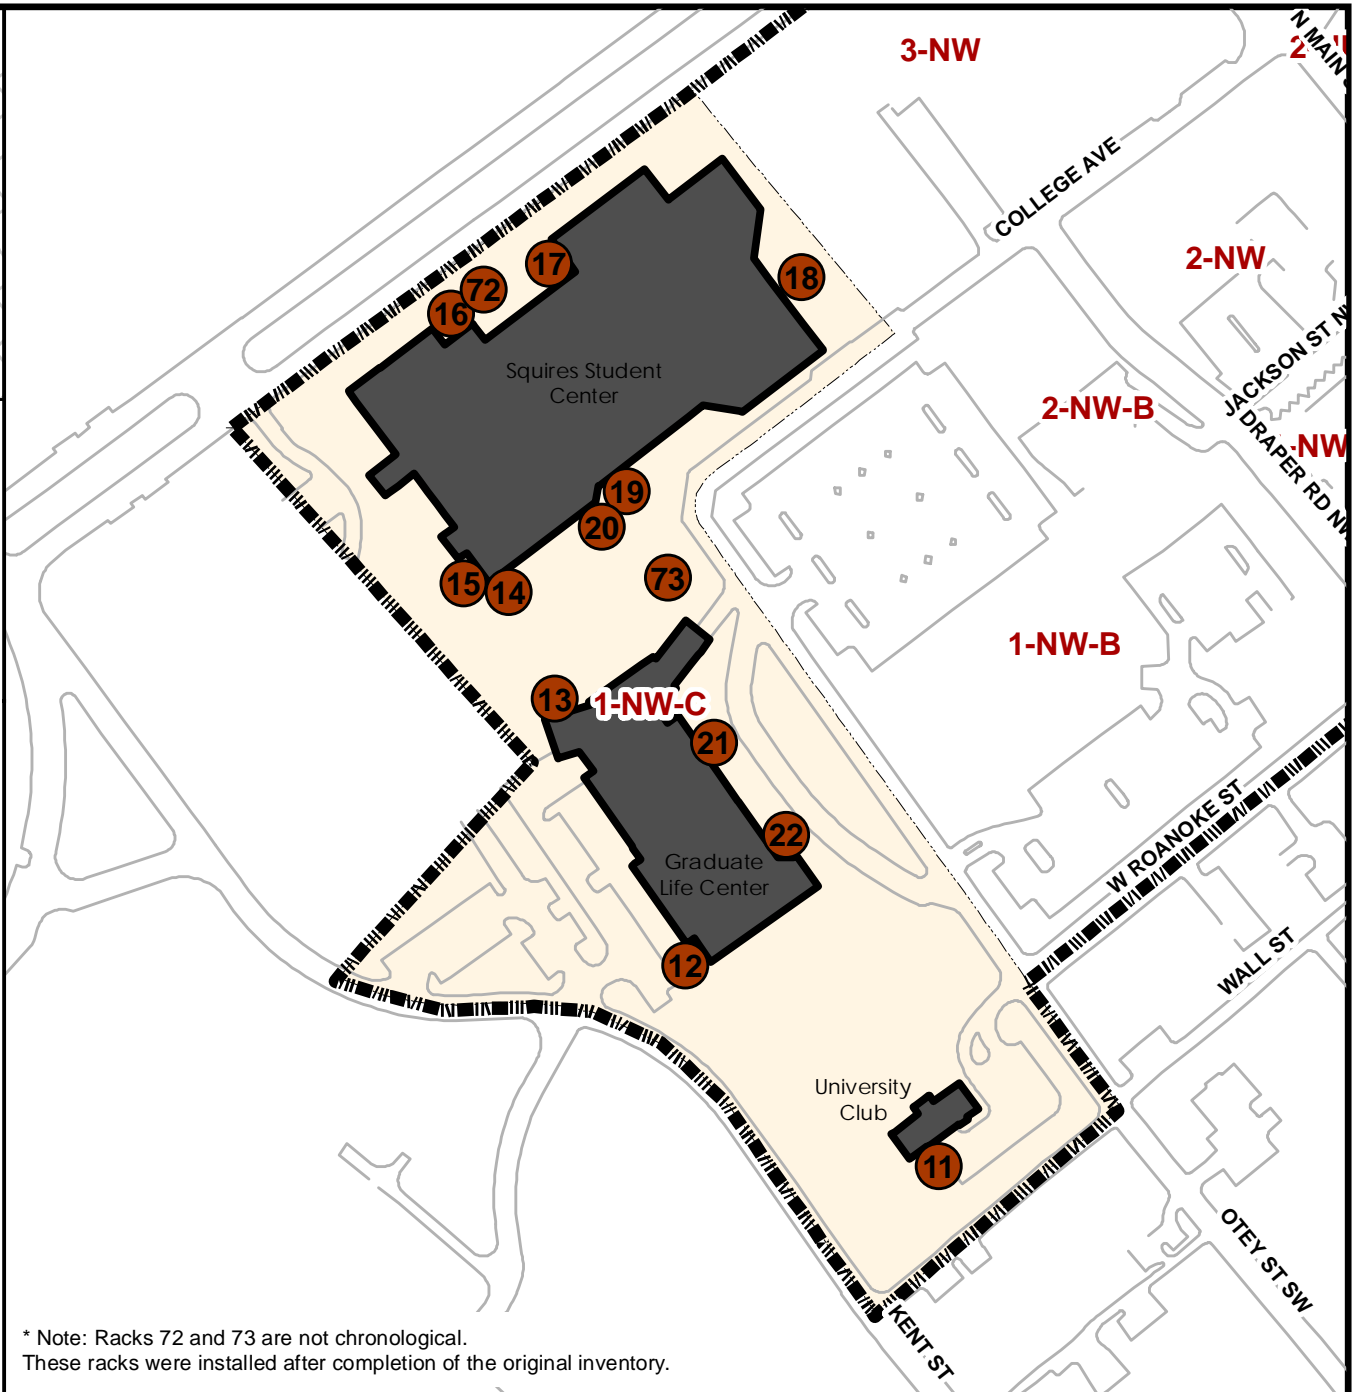 3-NW
N MAIN
COLLEGE AVE
2-NW
17
18
72
16
JACKSON ST N
Squires Student
Center
2-NW-B
DRAPER RD NW
-NW
19
20
15
14
73
1-NW-B
13
1-NW-C
21
W ROANOKE ST
22
Graduate
Life Center
12
WALL ST
University
Club
11
OTEY ST SW
KENT ST
* Note: Racks 72 and 73 are not chronological.
These racks were installed after completion of the original inventory.